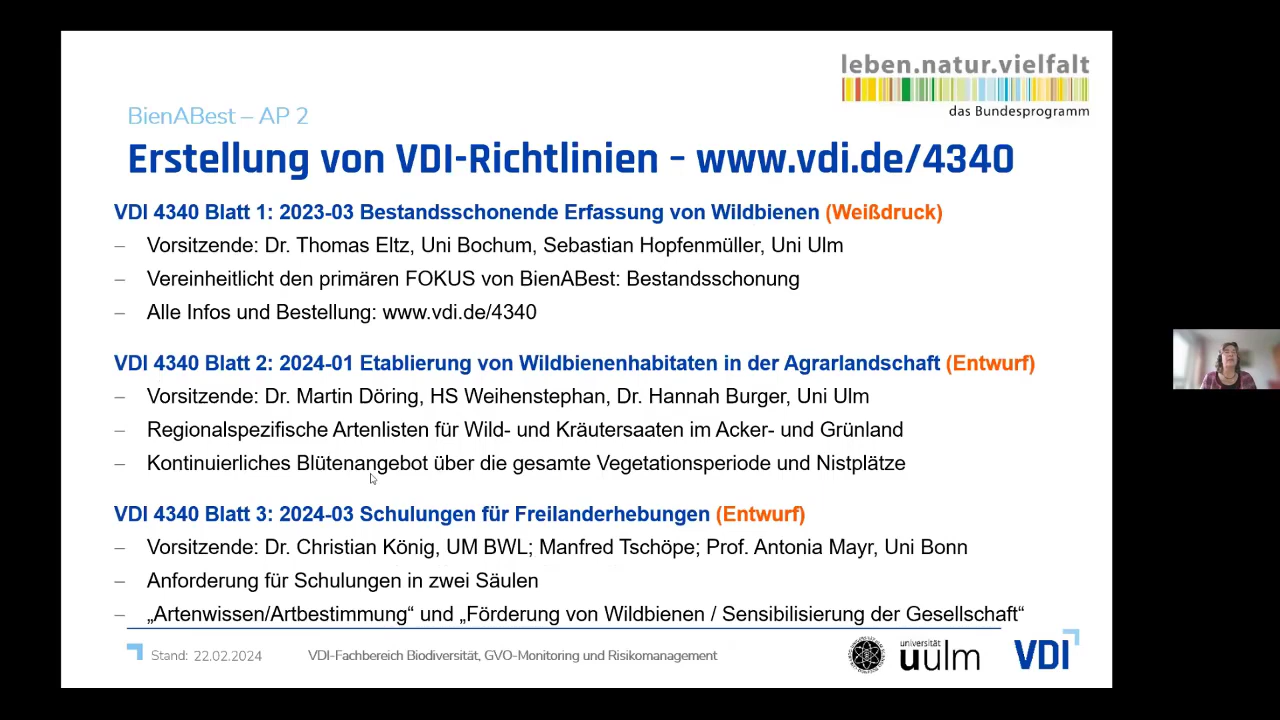 leben.natur.vielfalt
das Bundesprogramm
BienABest – AP 2
Erstellung von VDI-Richtlinien – www.vdi.de/4340
VDI 4340 Blatt 1: 2023-03 Bestandsschonende Erfassung von Wildbienen (Weißdruck)
– Vorsitzende: Dr. Thomas Eltz, Uni Bochum, Sebastian Hopfenmüller, Uni Ulm
– Vereinheitlicht den primären FOKUS von BienABest: Bestandsschonung
– Alle Infos und Bestellung: www.vdi.de/4340
VDI 4340 Blatt 2: 2024-01 Etablierung von Wildbienenhabitaten in der Agrarlandschaft (Entwurf)
– Vorsitzende: Dr. Martin Döring, HS Weihenstephan, Dr. Hannah Burger, Uni Ulm
– Regionalspezifische Artenlisten für Wild- und Kräutersaaten im Acker- und Grünland
– Kontinuierliches Blütenangebot über die gesamte Vegetationsperiode und Nistplätze
VDI 4340 Blatt 3: 2024-03 Schulungen für Freilanderhebungen (Entwurf)
– Vorsitzende: Dr. Christian König, UM BWL; Manfred Tschöpe; Prof. Antonia Mayr, Uni Bonn
– Anforderung für Schulungen in zwei Säulen
– „Artenwissen/Artbestimmung“ und „Förderung von Wildbienen / Sensibilisierung der Gesellschaft“
Stand: 22.02.2024 VDI-Fachbereich Biodiversität, GVO-Monitoring und Risikomanagement
universität
uulm
VDI